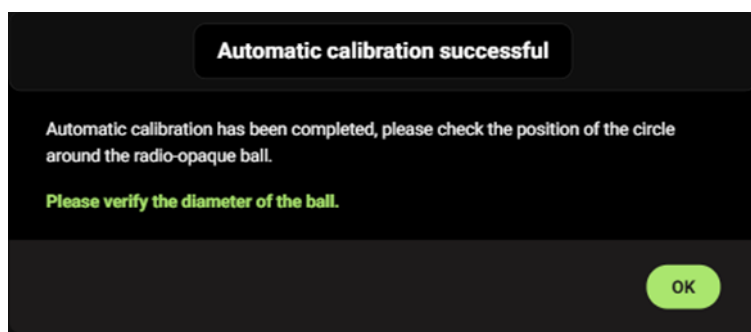 Automatic calibration successful
Automatic calibration has been completed, please check the position of the circle
around the radio-opaque ball.
Please verify the diameter of the ball.
OK